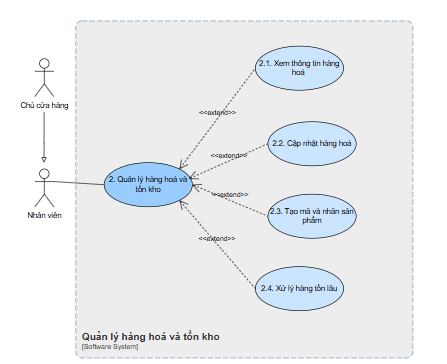 2.1. Xem thông tin hàng
hoá
Chủ cửa hàng
<<extend>>
2.2. Cập nhật hàng hoá
<<extend>>
2. Quản lý hàng hoá và
tồn kho
<<extend>>
2.3. Tạo mã và nhãn sản
phẩm
Nhân viên
<<extend>>
2.4. Xử lý hàng tồn lâu
Quản lý hàng hoá và tồn kho
[Software System]